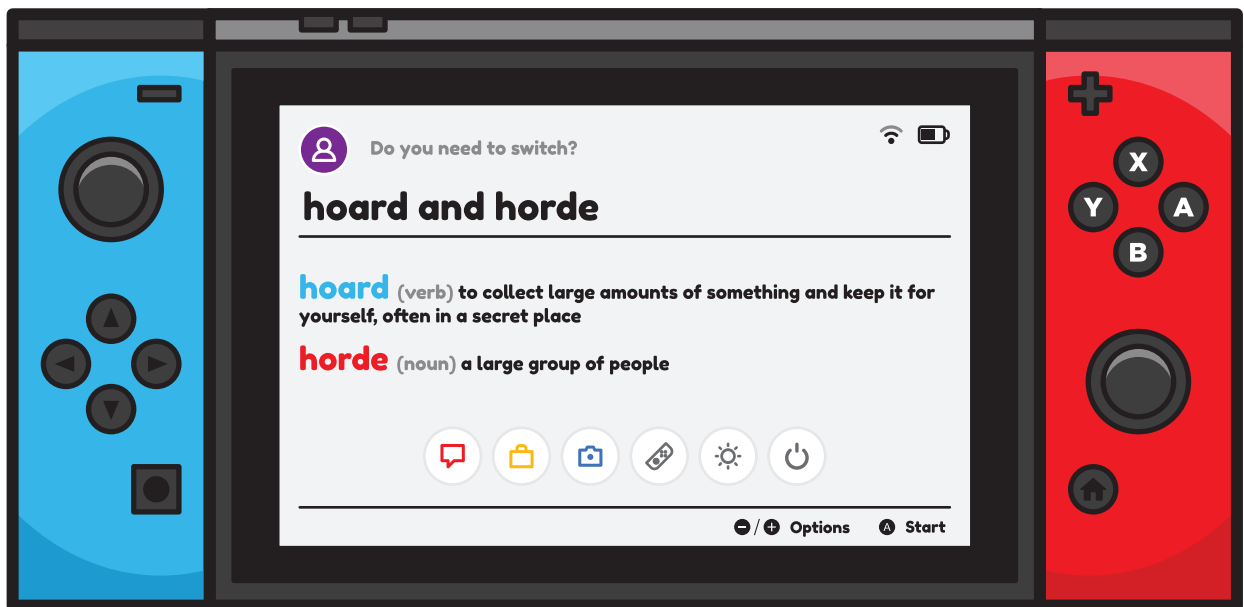 Do you need to switch?
hoard and horde
hoard (verb) to collect large amounts of something and keep it for
yourself, often in a secret place
horde (noun) a large group of people
X
Y
A
B
/ Options A Start